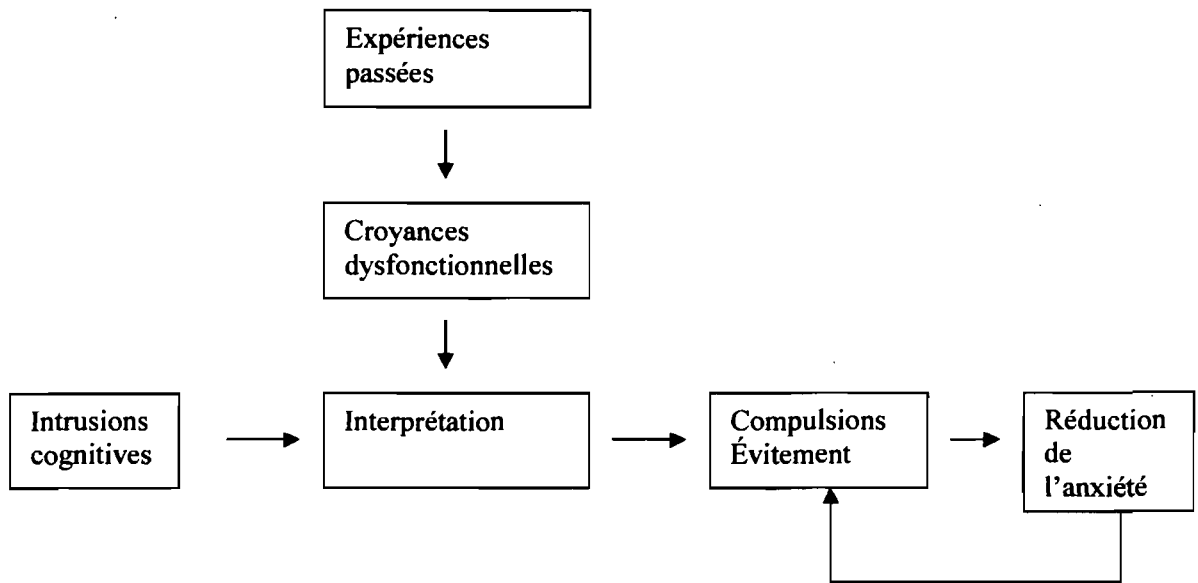 Expériences
passées
Croyances
dysfonctionnelles
Intrusions
cognitives
Interprétation
Compulsions
Évitement
Réduction
de
l'anxiété